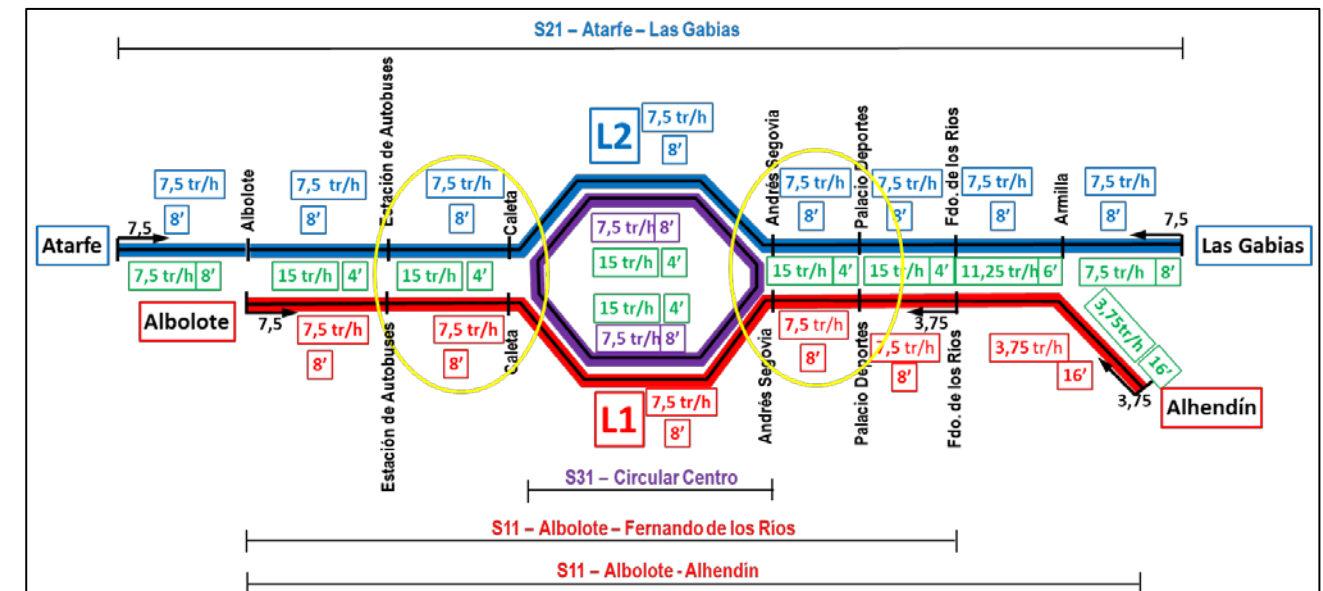 S21 – Atarfe – Las Gabias
Estación de Autobuses
Albolote
Caleta
Andrés Segovia
Palacio Deportes
Fdo. de los Ríos
Armilla
L2
7,5 tr/h
8’
7,5 tr/h
8’
7,5 tr/h
8’
7,5 tr/h
8’
7,5 tr/h
8’
7,5 tr/h
8’
7,5 tr/h
8’
7,5 tr/h
8’
Atarfe
7,5
7,5
Las Gabias
7,5 tr/h 8’
15 tr/h 4’
15 tr/h 4’
7,5 tr/h 8’
15 tr/h 4’
15 tr/h 4’
7,5 tr/h 8’
15 tr/h 4’
15 tr/h 4’
11,25 tr/h 6’
7,5 tr/h 8’
3,75tr/h 16’
Albolote
7,5
7,5 tr/h
8’
7,5 tr/h
8’
L1
7,5 tr/h
8’
7,5 tr/h
8’
3,75
7,5 tr/h
8’
3,75 tr/h
16’
3,75
Alhendín
Estación de Autobuses
Caleta
Andrés Segovia
Palacio Deportes
Fdo. de los Ríos
S31 – Circular Centro
S11 – Albolote – Fernando de los Ríos
S11 – Albolote - Alhendín